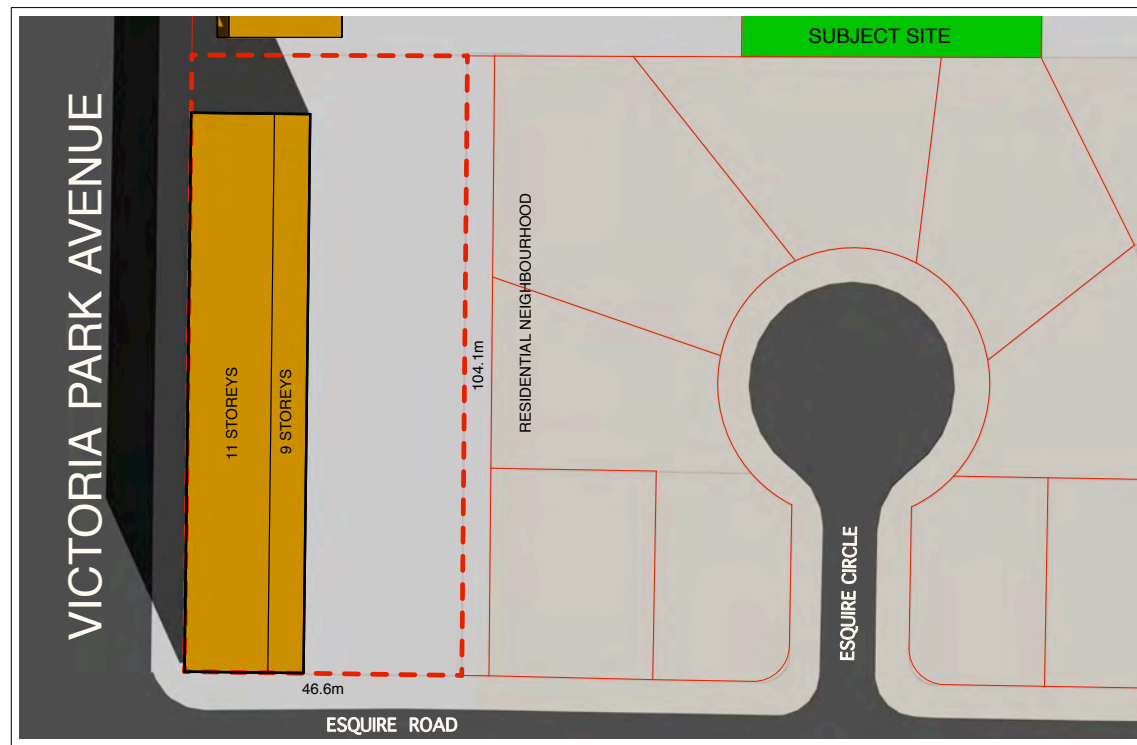 SUBJECT SITE
VICTORIA PARK AVENUE
11 STOREYS
9 STOREYS
104.1m
RESIDENTIAL NEIGHBOURHOOD
ESQUIRE CIRCLE
46.6m
ESQUIRE ROAD